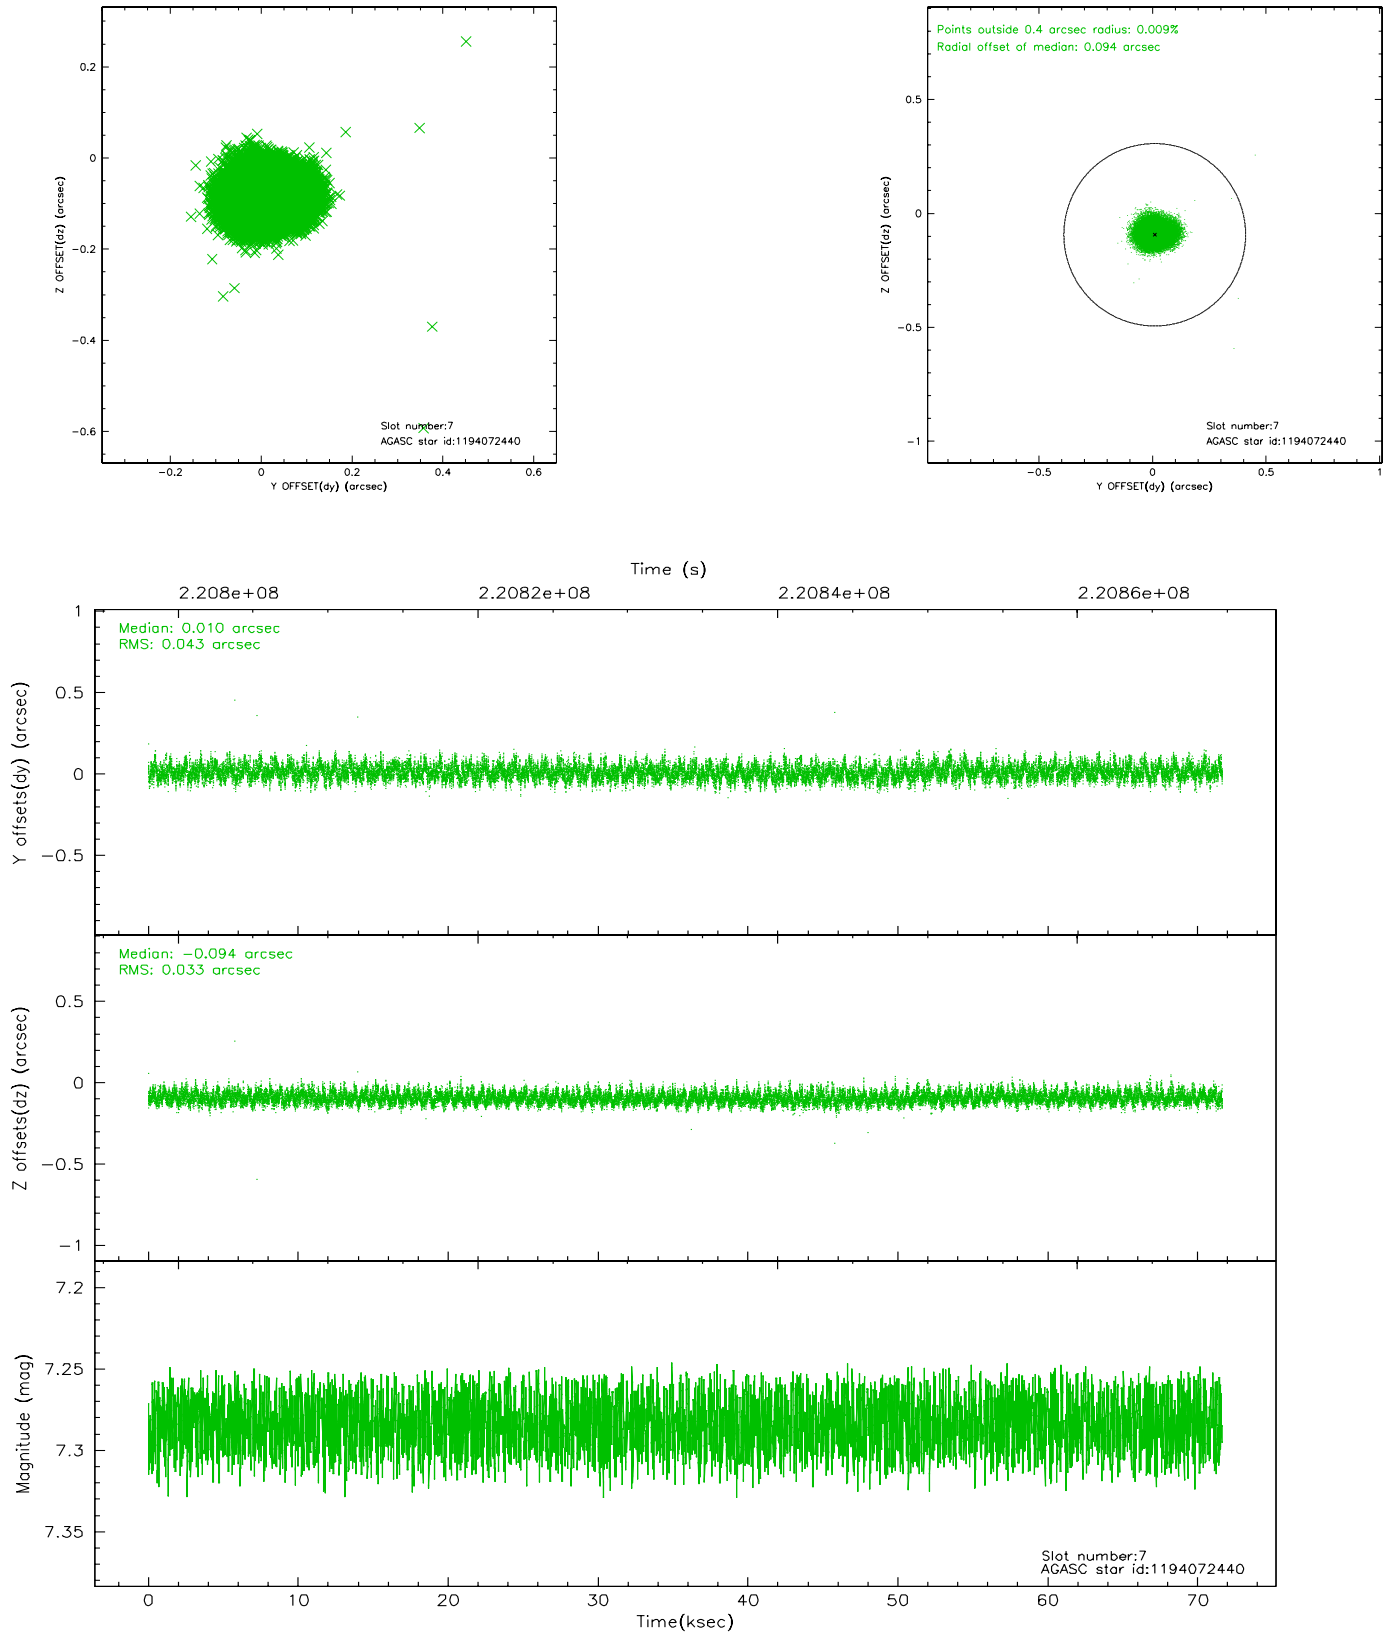 0.2
0
−0.2
−0.4
−0.6
Z OFFSET(dz) (arcsec)
Slot number:7
AGASC star id:1194072440
−0.2 0 0.2 0.4 0.6
Y OFFSET(dy) (arcsec)
Points outside 0.4 arcsec radius: 0.009%
Radial offset of median: 0.094 arcsec
0.5
0
−0.5
−1
Z OFFSET(dz) (arcsec)
Slot number:7
AGASC star id:1194072440
−0.5 0 0.5 1
Y OFFSET(dy) (arcsec)
Time (s)
2.208e+08 2.2082e+08 2.2084e+08 2.2086e+08
Median: 0.010 arcsec
RMS: 0.043 arcsec
1
0.5
0
−0.5
Y offsets(dy) (arcsec)
Median: −0.094 arcsec
RMS: 0.033 arcsec
0.5
0
−0.5
−1
Z offsets(dz) (arcsec)
7.2
7.25
7.3
7.35
Magnitude (mag)
Slot number:7
AGASC star id:1194072440
0 10 20 30 40 50 60 70
Time(ksec)